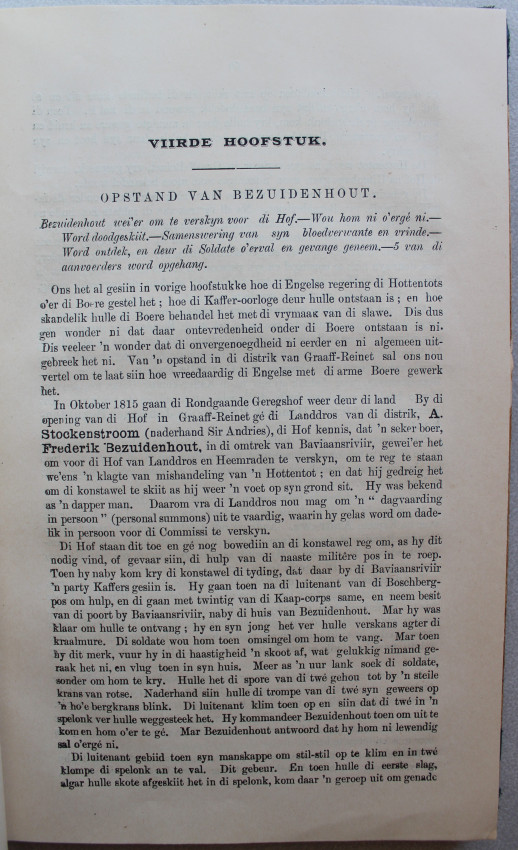 VIIRDE HOOFSTUK.
OPSTAND VAN BEZUIDENHOUT.
Bezuidenhout wei'er om te verskyn voor di Hof.—Wou hom ni o'ergé ni.—
Word doodgeskiit.—Samenswering van syn bloedverwante en vrinde.—
Word ontdek, en deur di Soldate o'erval en gevange geneem.—5 van di
aanvoerders word opgehang.
Ons het al gesiin in vorige hoofstukke hoe di Engelse regering di Hottentots
o'er di Boere gestel het ; hoe di Kaffer-oorloge deur hulle ontstaan is ; en hoe
skandelik hulle di Boere behandel het met di vrymaak van di slawe. Dis dus
gen wonder ni dat daar ontevredenheid onder di Boere ontstaan is ni.
Dis veeleer 'n wonder dat di onvergenoegdheid ni eerder en ni algemeen uit-
gebreek het ni. Van 'n opstand in di distrik van Graaff-Reinet sal ons nou
vertel om te laat siin hoe wreedaardig di Engelse met di arme Boere gewerk
het.
In Oktober 1815 gaan di Rondgaande Geregshof weer deur di land By di
opening van di Hof in Graaff-Reinet gé di Landdros van di distrik, A.
Stockenstroom (naderhand Sir Andries), di Hof kennis, dat 'n seker boer,
Frederik Bezuidenhout, in di omtrek van Baviaansriviir, gewei'er het
om voor di Hof van Landdros en Heemraden te verskyn, om te reg te staan
we'ens 'n klagte van mishandeling van 'n Hottentot ; en dat hij gedreig het
om di konstawel te skiit as hij weer 'n voet op syn grond sit. Hy was bekend
as 'n dapper man. Daarom vra di Landdros nou mag om 'n " dagvaarding
in persoon " (personal summons) uit te vaardig, waarin hy gelas word om dade-
lik in persoon voor di Commissi te verskyn.
Di Hof staan dit toe en gé nog bowediin an di konstawel reg om, as hy dit
nodig vind, of gevaar siin, di hulp van di naaste militére pos in te roep.
Toen hy naby kom kry di konstawel di tyding, dat daar by di Baviaansriviir
'n party Kaffers gesiin is. Hy gaan toen na di luitenant van di Boschberg-
pos om hulp, en di gaan met twintig van di Kaap-corps same, en neem besit
van di poort by Baviaansriviir, naby di huis van Bezuidenhout. Mar hy was
klaar om hulle te ontvang ; hy en syn jong het ver hulle verskans agter di
kraalmure. Di soldate wou hom toen omsingel om hom te vang. Mar toen
hy dit merk, vuur hy in di haastigheid 'n skoot af, wat gelukkig nimand ge-
raak het ni, en vlug toen in syn huis. Meer as 'n uur lank soek di soldate,
sonder om hom te kry. Hulle het di spore van di twé gehou tot by 'n steile
krans van rotse. Naderhand siin hulle di trompe van di twé syn geweers op
'n ho'e bergkrans blink. Di luitenant klim toen op en siin dat di twé in 'n
spelonk ver hulle weggesteek het. Hy kommandeer Bezuidenhout toen om uit te
kom en hom o'er te gé. Mar Bezuidenhout antwoord dat hy hom ni lewendig
sal o'ergé ni.
Di luitenant gebiid toen syn manskappe om stil-stil op te klim en in twé
klompe di spelonk an te val. Dit gebeur. En toen hulle di eerste slag,
algar hulle skote afgeskiit het in di spelonk, kom daar 'n geroep uit om genade